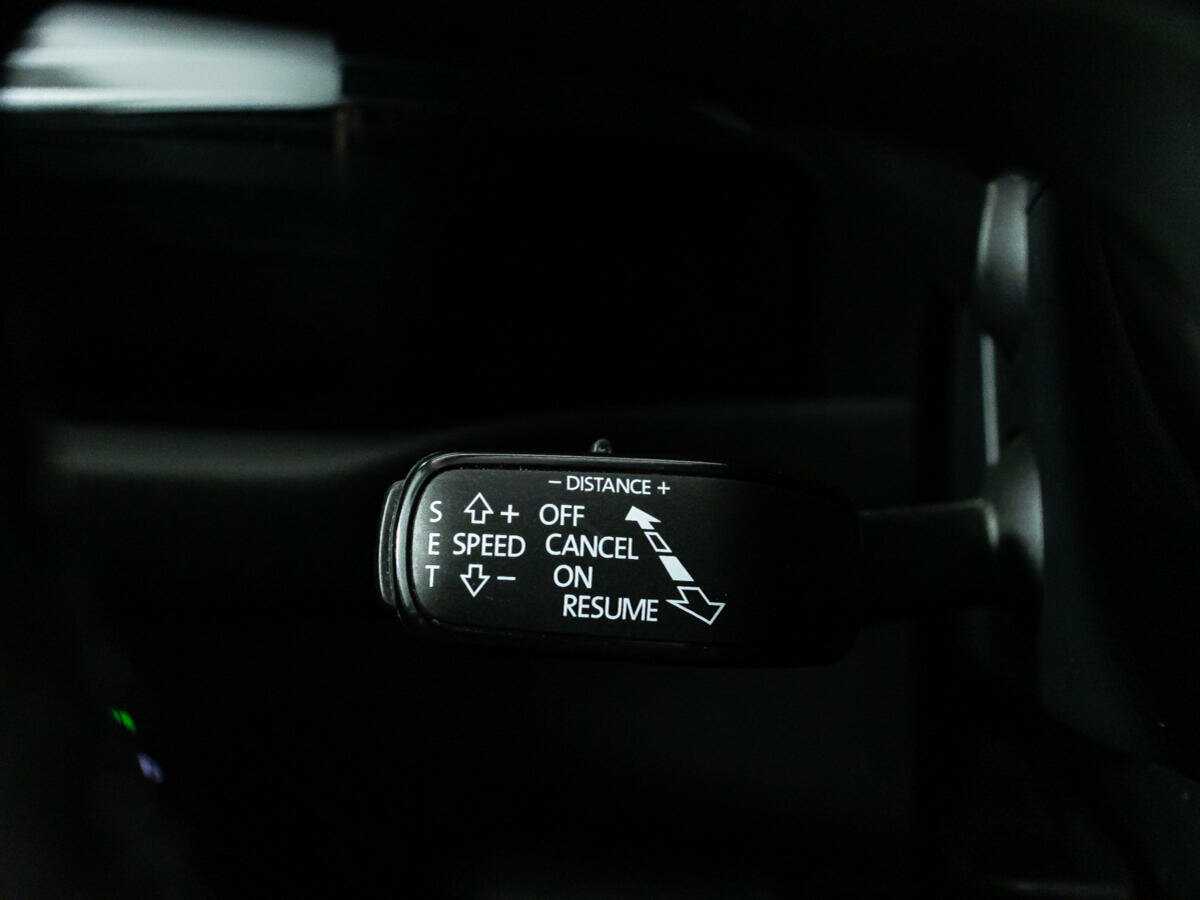 − DISTANCE +
S + OFF
E SPEED CANCEL
T − ON
RESUME